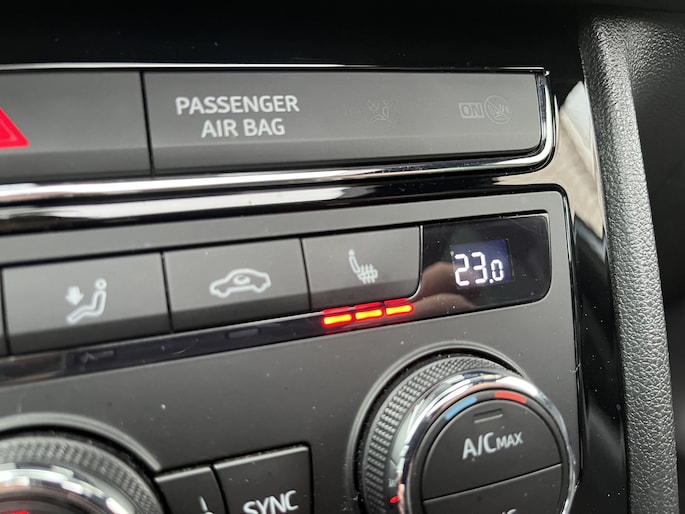 PASSENGER
AIR BAG
ON
23.0
A/C MAX
SYNC